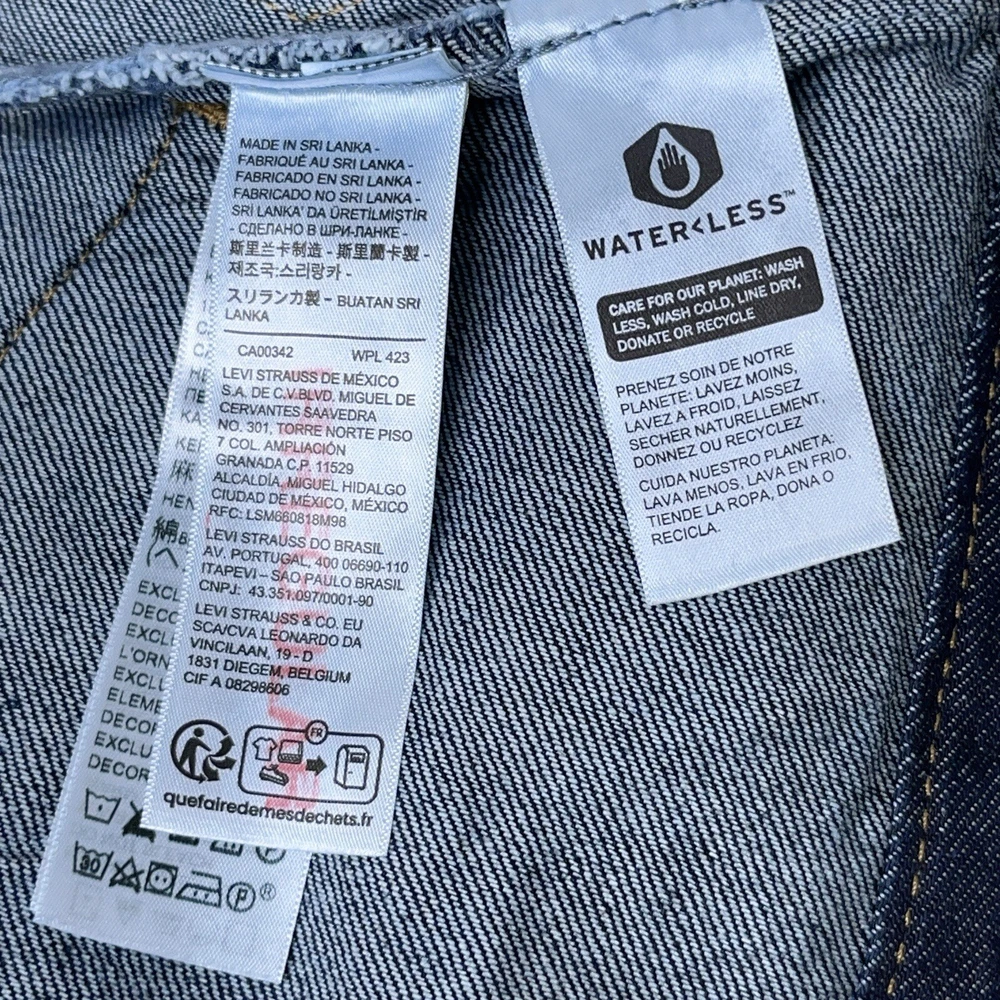 MADE IN SRI LANKA -
FABRIQUÉ AU SRI LANKA -
FABRICADO EN SRI LANKA -
FABRICADO NO SRI LANKA -
SRİ LANKA' DA ÜRETİLMİŞTİR
- СДЕЛАНО В ШРИ-ЛАНКЕ -
斯里兰卡制造 - 斯里蘭卡製 -
제조국:스리랑카 -
スリランカ製 - BUATAN SRI
LANKA
CA00342 WPL 423
LEVI STRAUSS DE MÉXICO
S.A. DE C.V.BLVD. MIGUEL DE
CERVANTES SAAVEDRA
NO. 301, TORRE NORTE PISO
7 COL. AMPLIACIÓN
GRANADA C.P. 11529
ALCALDÍA, MIGUEL HIDALGO
CIUDAD DE MÉXICO, MÉXICO
RFC: LSM660818M98
LEVI STRAUSS DO BRASIL
AV. PORTUGAL, 400 06690-110
ITAPEVI – SAO PAULO BRASIL
CNPJ: 43.351.097/0001-90
LEVI STRAUSS & CO. EU
SCA/CVA LEONARDO DA
VINCILAAN, 19 - D
1831 DIEGEM, BELGIUM
CIF A 08298606
FR
quefairedemesdechets.fr
EXCL
DECO
EXCL
L'ORN
EXCLU
ELEME
DECOR
EXCLU
DECOR
30
P®
WATER<LESS™
CARE FOR OUR PLANET: WASH
LESS, WASH COLD, LINE DRY,
DONATE OR RECYCLE
PRENEZ SOIN DE NOTRE
PLANETE: LAVEZ MOINS,
LAVEZ A FROID, LAISSEZ
SECHER NATURELLEMENT,
DONNEZ OU RECYCLEZ
CUIDA NUESTRO PLANETA:
LAVA MENOS, LAVA EN FRIO,
TIENDE LA ROPA, DONA O
RECICLA.